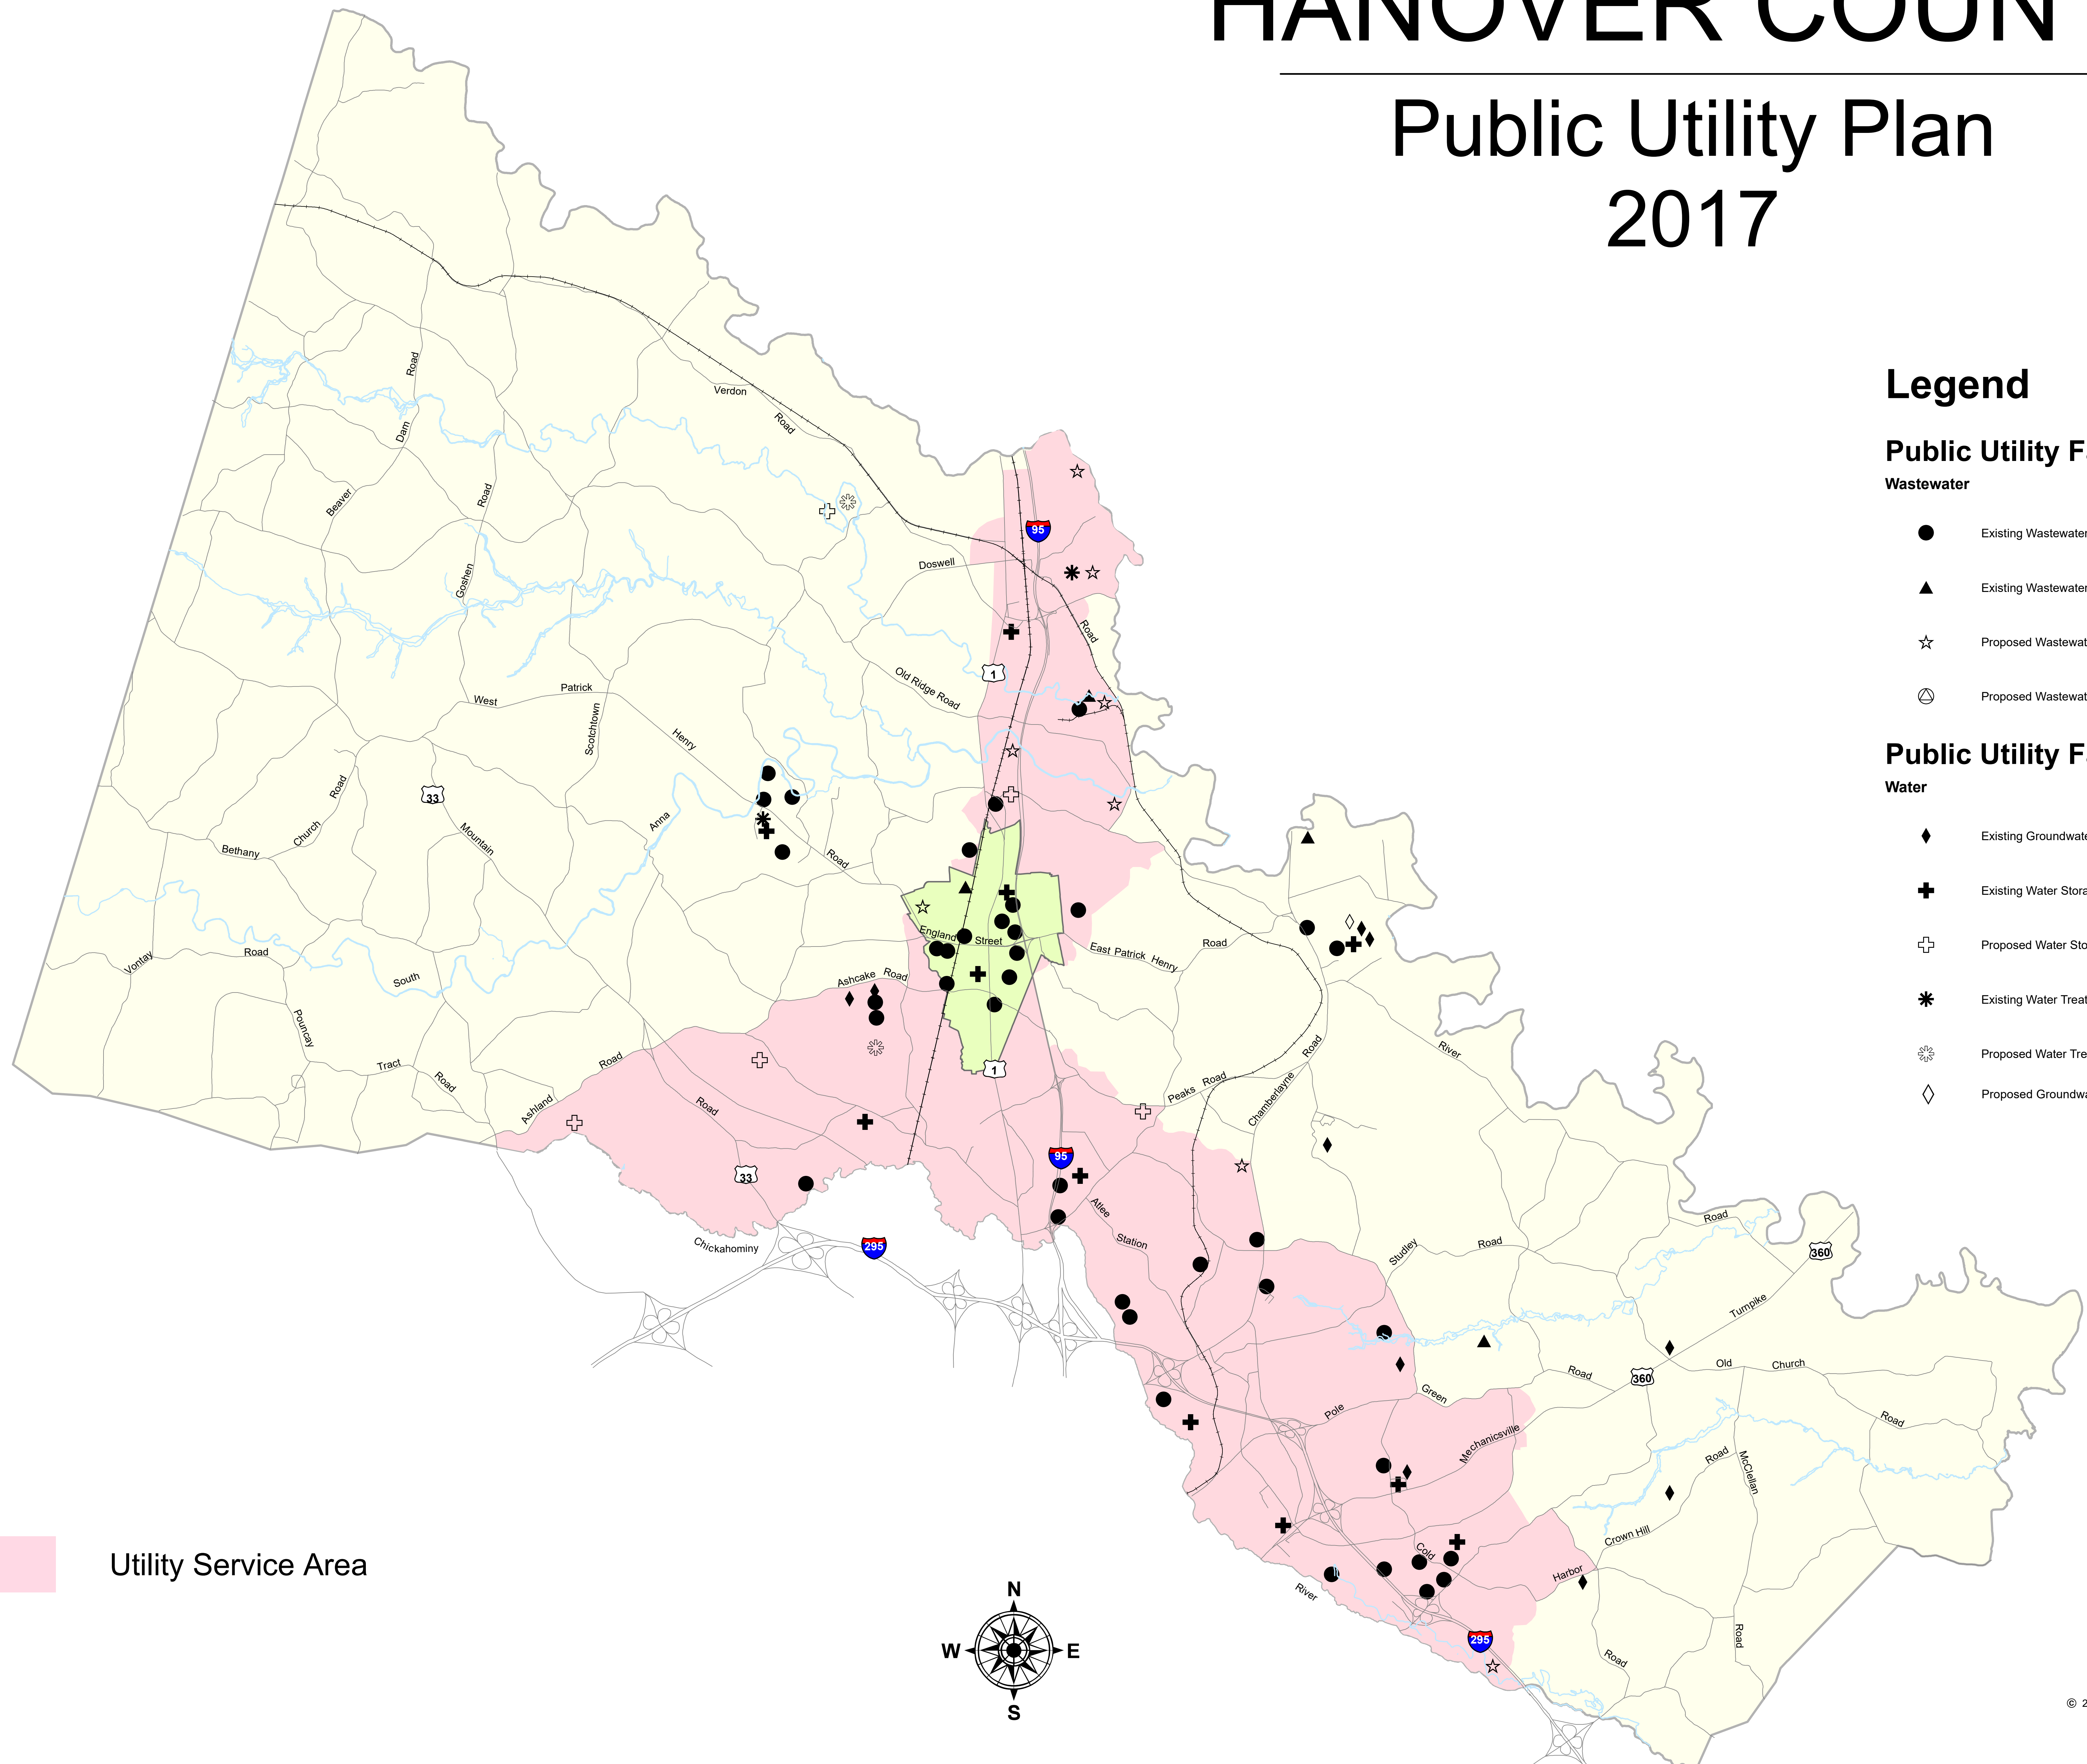 HANOVER COUN
Public Utility Plan
2017
Legend
Public Utility Fa
Wastewater
Existing Wastewater
Existing Wastewater
Proposed Wastewat
Proposed Wastewat
Public Utility Fa
Water
Existing Groundwate
Existing Water Stora
Proposed Water Sto
Existing Water Treat
Proposed Water Tre
Proposed Groundwa
Verdon
Road
Road
Dam
Beaver
Road
Goshen
95
Doswell
Road
1
Old Ridge Road
West
Patrick
Henry
Road
Scotchtown
33
Mountain
Road
Church
Bethany
Anna
Vontay
Road
South
Pouncay
Tract
Road
England
Street
East Patrick Henry
Road
Ashcake
Road
Ashland
Road
Road
33
1
95
Peaks
Road
Chamberlayne
Road
River
Road
Atlee
Station
Chickahominy
295
Studley
Road
360
Turnpike
360
Old
Church
Road
Green
Road
Pole
Mechanicsville
McClellan
Road
Road
Crown Hill
Cold
Harbor
Road
River
295
Utility Service Area
N
W
E
S
© 2